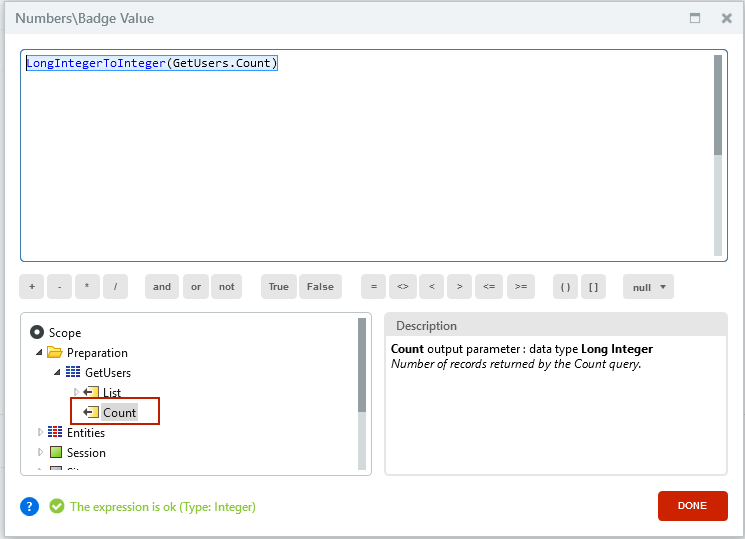 Numbers\Badge Value
LongIntegerToInteger(GetUsers.Count)
+ - * / and or not True False = <> < > <= >= ( ) [ ] null
Scope
Preparation
GetUsers
List
Count
Entities
Session
Description
Count output parameter : data type Long Integer
Number of records returned by the Count query.
? The expression is ok (Type: Integer)
DONE